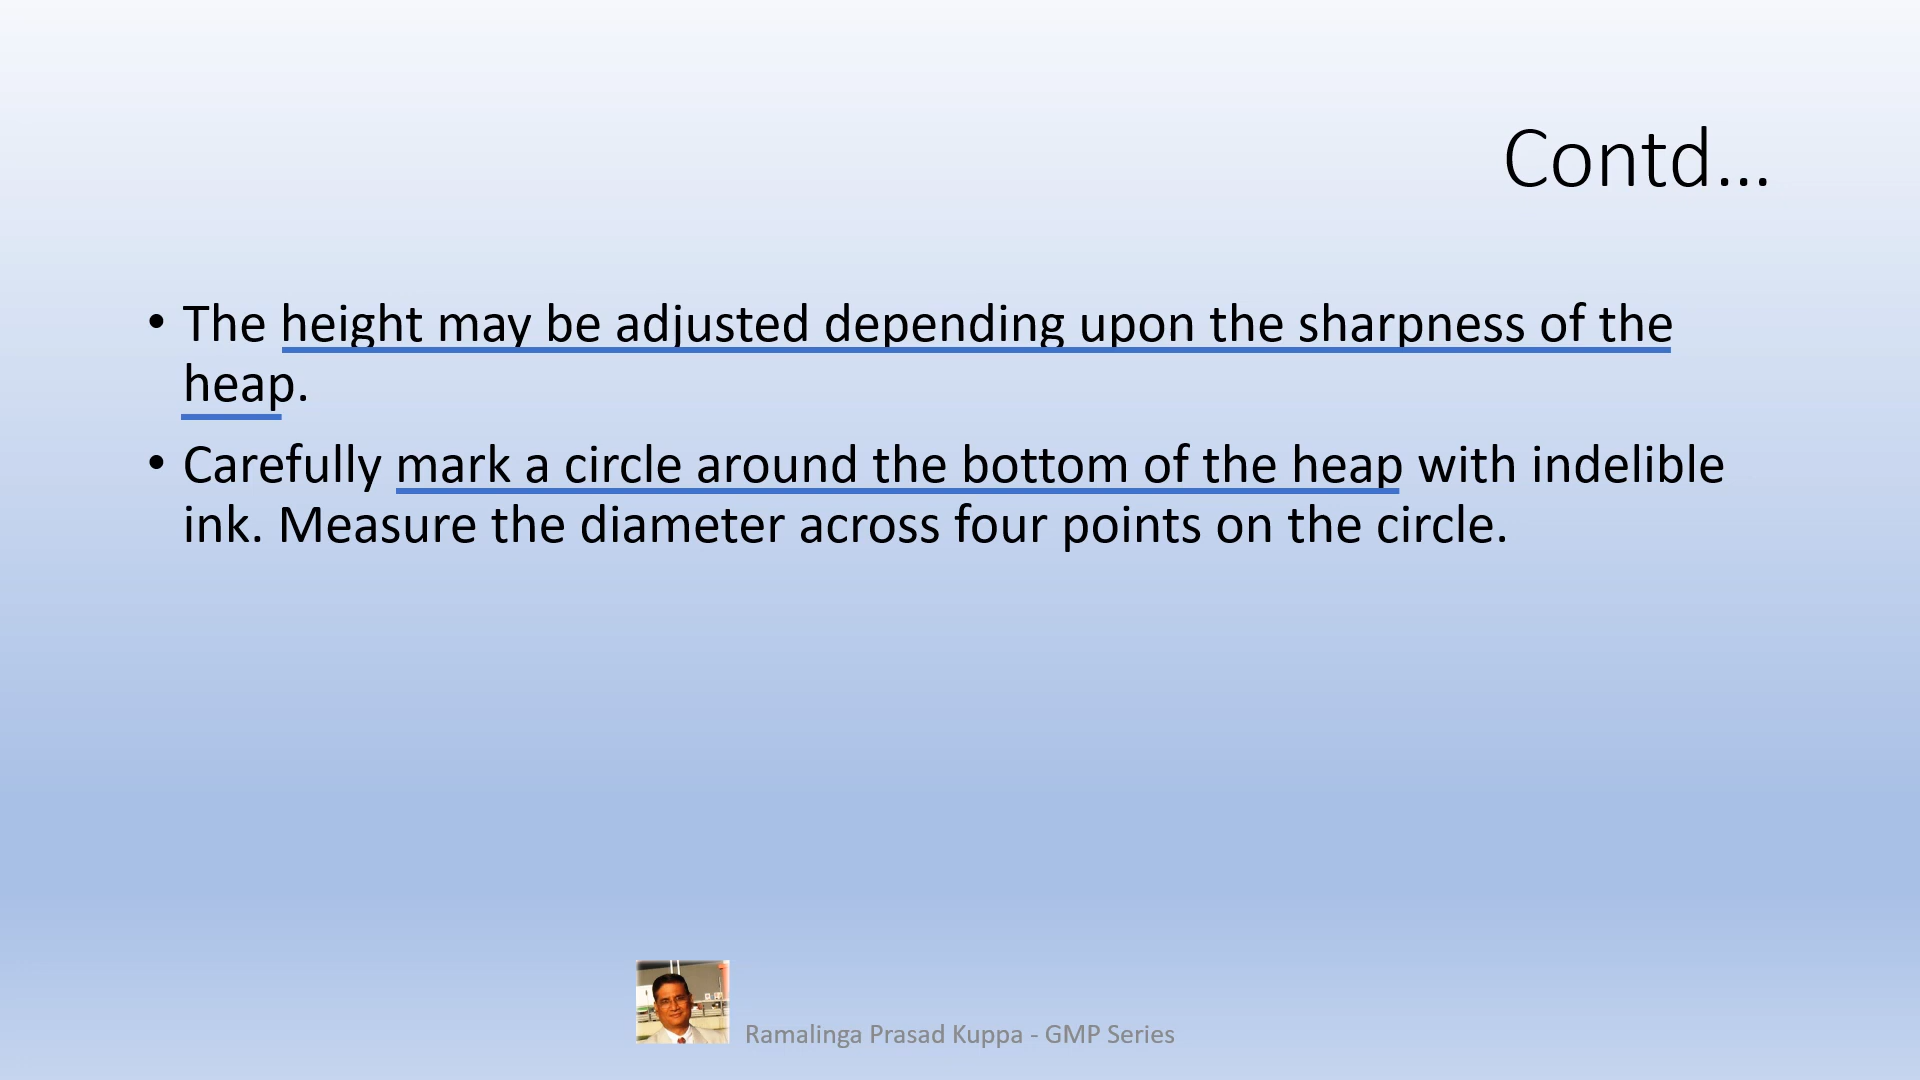 Contd...
• The height may be adjusted depending upon the sharpness of the
heap.
• Carefully mark a circle around the bottom of the heap with indelible
ink. Measure the diameter across four points on the circle.
Ramalinga Prasad Kuppa - GMP Series